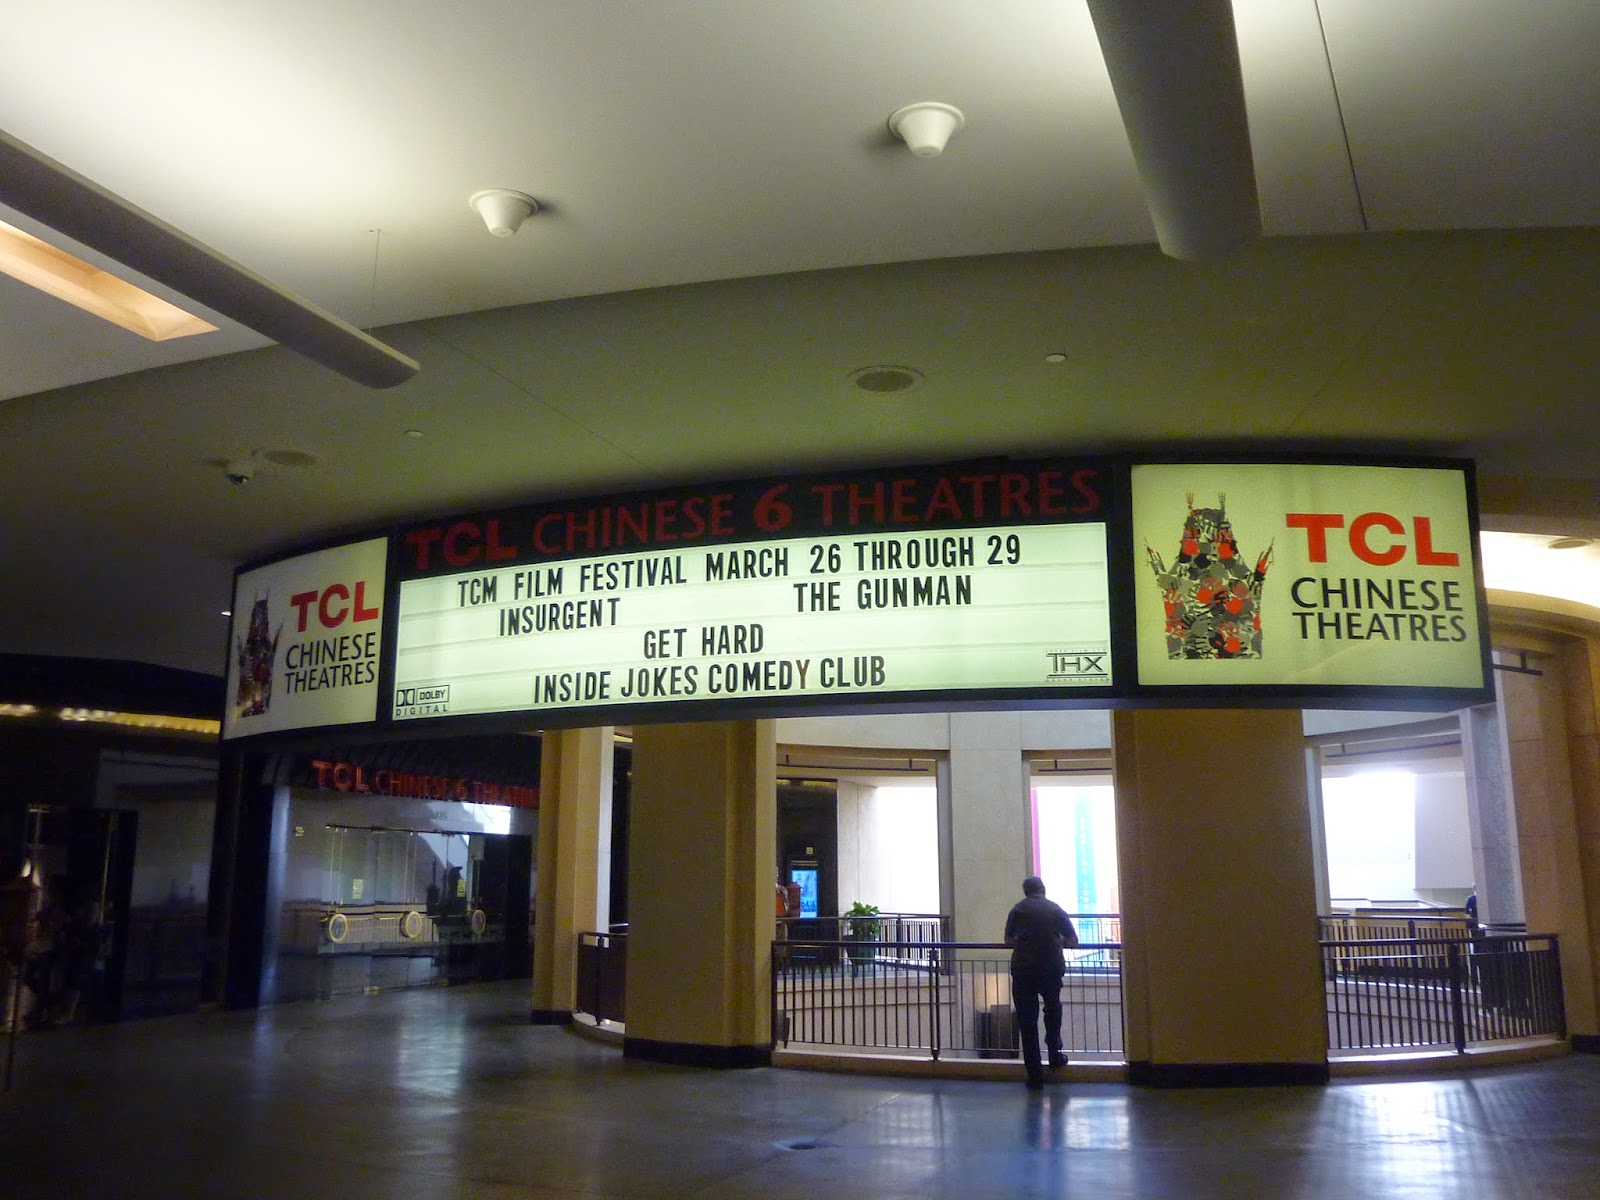 TCL CHINESE 6 THEATRES
TCL
CHINESE
THEATRES
TCM FILM FESTIVAL MARCH 26 THROUGH 29
INSURGENT THE GUNMAN
GET HARD
INSIDE JOKES COMEDY CLUB
DOLBY
DIGITAL
THX
TCL
CHINESE
THEATRES
TCL CHINESE 6 THEATRES